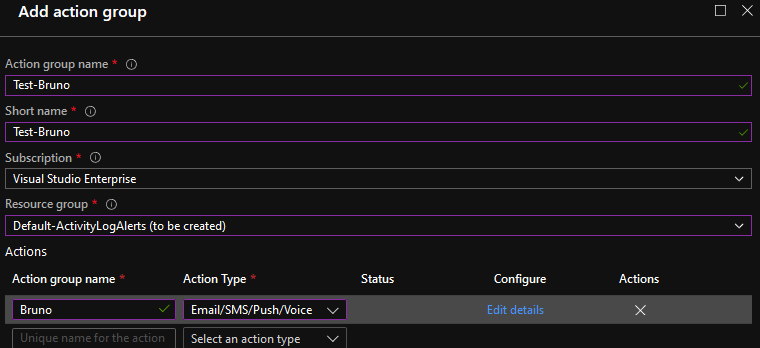 Add action group
Action group name *
Test-Bruno
Short name *
Test-Bruno
Subscription *
Visual Studio Enterprise
Resource group *
Default-ActivityLogAlerts (to be created)
Actions
Action group name * Action Type * Status Configure Actions
Bruno Email/SMS/Push/Voice Edit details
Unique name for the action Select an action type